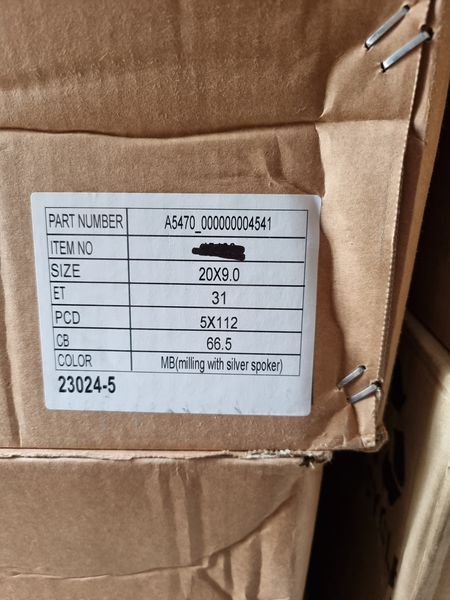 PART NUMBER A5470_000000004541
ITEM NO
SIZE 20X9.0
ET 31
PCD 5X112
CB 66.5
COLOR MB(milling with silver spoker)
23024-5